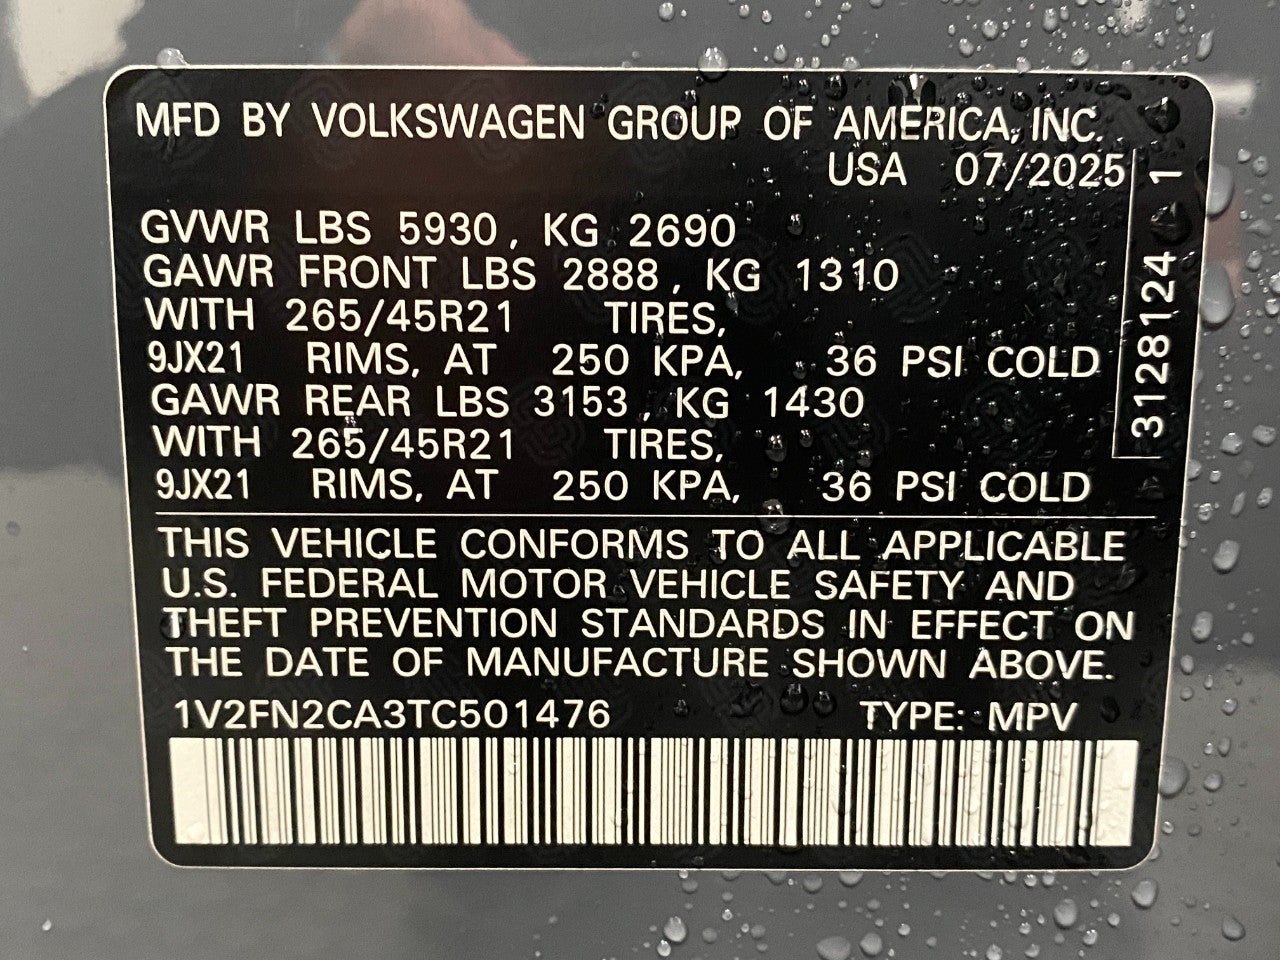 MFD BY VOLKSWAGEN GROUP OF AMERICA, INC.
USA 07/2025
GVWR LBS 5930, KG 2690
GAWR FRONT LBS 2888, KG 1310
WITH 265/45R21 TIRES,
9JX21 RIMS, AT 250 KPA, 36 PSI COLD
GAWR REAR LBS 3153, KG 1430
WITH 265/45R21 TIRES,
9JX21 RIMS, AT 250 KPA, 36 PSI COLD
3128124 1
THIS VEHICLE CONFORMS TO ALL APPLICABLE
U.S. FEDERAL MOTOR VEHICLE SAFETY AND
THEFT PREVENTION STANDARDS IN EFFECT ON
THE DATE OF MANUFACTURE SHOWN ABOVE.
1V2FN2CA3TC501476 TYPE: MPV